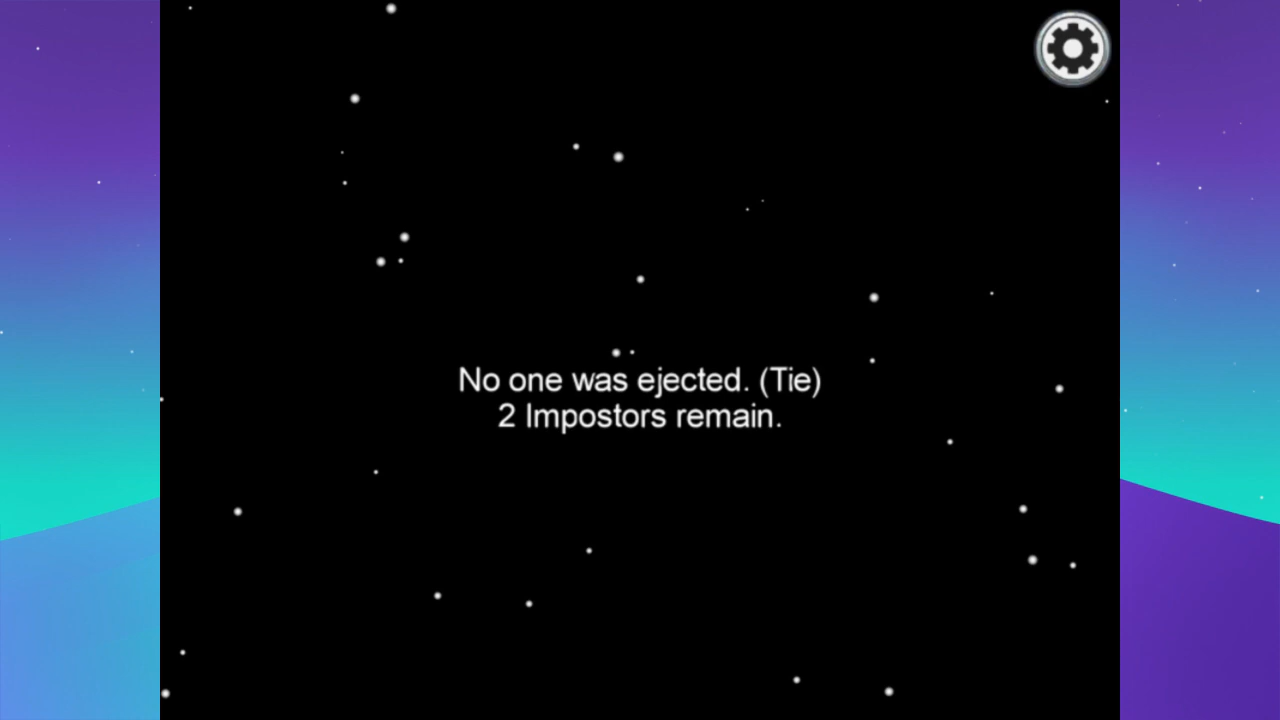 No one was ejected. (Tie)
2 Impostors remain.